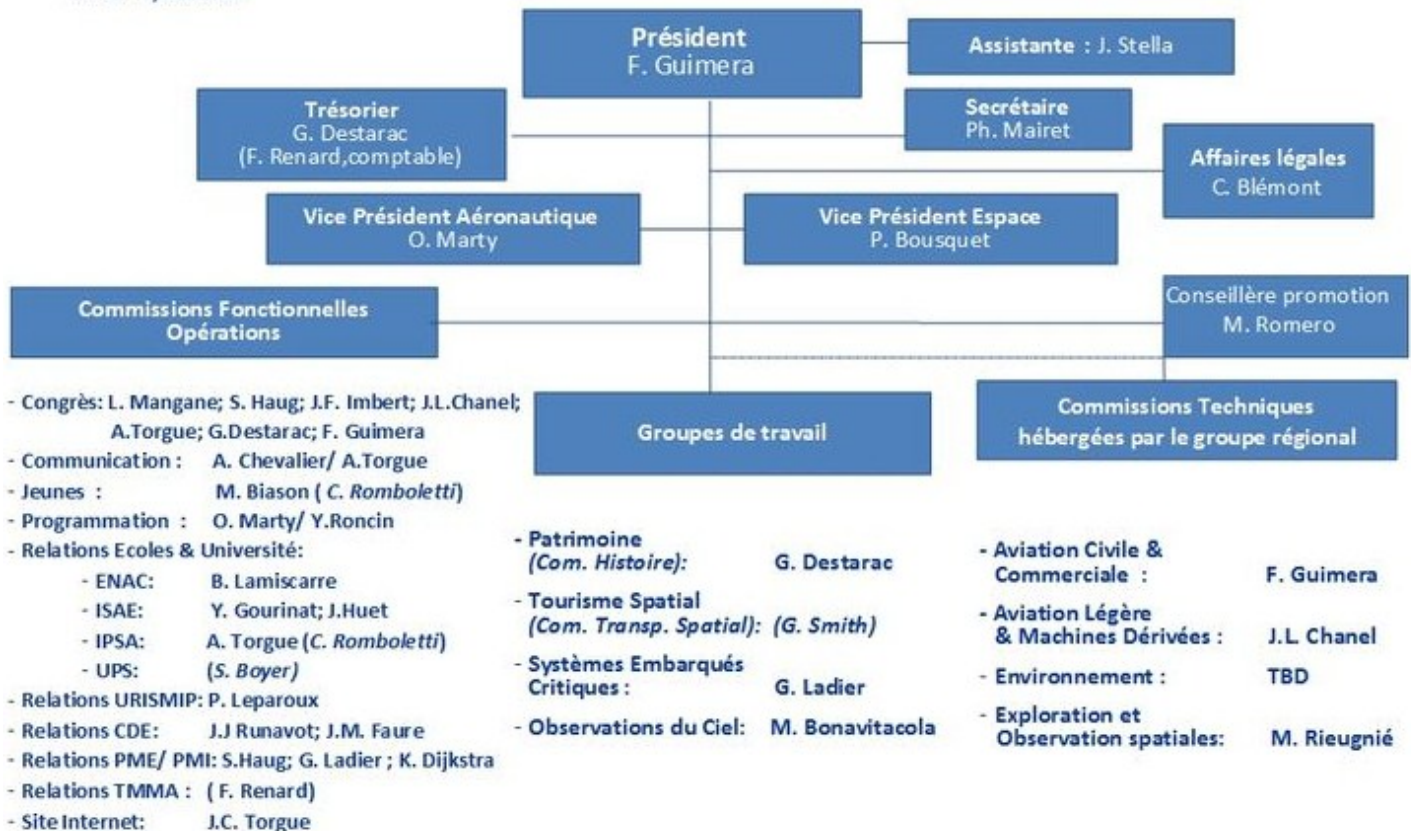 Président
F. Guimera
Assistante : J. Stella
Trésorier
G. Destarac
(F. Renard,comptable)
Secrétaire
Ph. Mairet
Affaires légales
C. Blémont
Vice Président Aéronautique
O. Marty
Vice Président Espace
P. Bousquet
Commissions Fonctionnelles
Opérations
Conseillère promotion
M. Romero
- Congrès: L. Mangane; S. Haug; J.F. Imbert; J.L.Chanel;
A.Torgue; G.Destarac; F. Guimera
- Communication : A. Chevalier/ A.Torgue
- Jeunes : M. Biason ( C. Romboletti)
- Programmation : O. Marty/ Y.Roncin
- Relations Ecoles & Université:
- ENAC: B. Lamiscarre
- ISAE: Y. Gourinat; J.Huet
- IPSA: A. Torgue (C. Romboletti)
- UPS: (S. Boyer)
- Relations URISMIP: P. Leparoux
- Relations CDE: J.J Runavot; J.M. Faure
- Relations PME/ PMI: S.Haug; G. Ladier ; K. Dijkstra
- Relations TMMA : ( F. Renard)
- Site Internet: J.C. Torgue
Groupes de travail
- Patrimoine
(Com. Histoire): G. Destarac
- Tourisme Spatial
(Com. Transp. Spatial): (G. Smith)
- Systèmes Embarqués
Critiques : G. Ladier
- Observations du Ciel: M. Bonavitacola
Commissions Techniques
hébergées par le groupe régional
- Aviation Civile &
Commerciale : F. Guimera
- Aviation Légère
& Machines Dérivées : J.L. Chanel
- Environnement : TBD
- Exploration et
Observation spatiales: M. Rieugnié